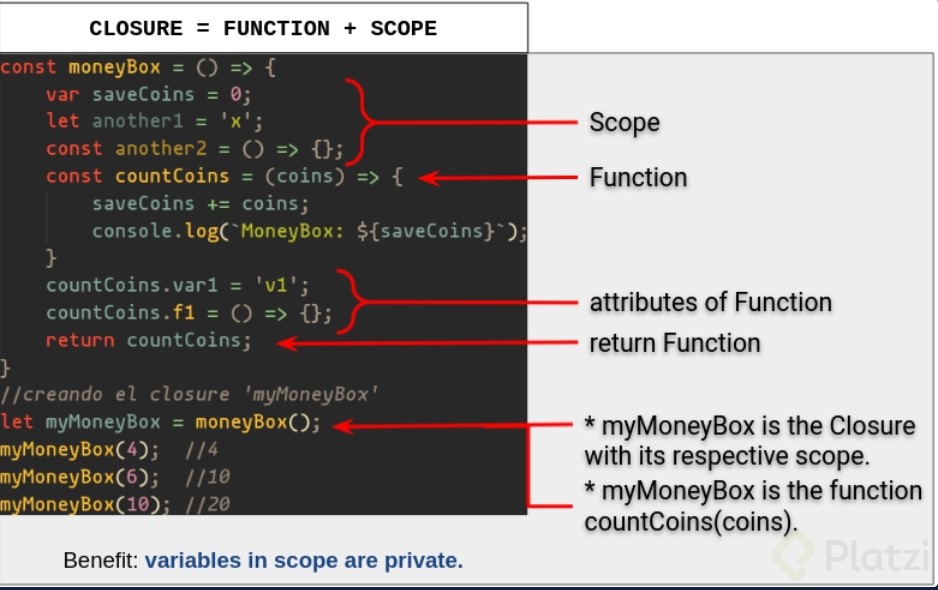 CLOSURE = FUNCTION + SCOPE
const moneyBox = () => {
    var saveCoins = 0;
    let another1 = 'x';
    const another2 = () => {};
    const countCoins = (coins) => {
        saveCoins += coins;
        console.log(`MoneyBox: ${saveCoins}`);
    }
    countCoins.var1 = 'v1';
    countCoins.f1 = () => {};
    return countCoins;
}
//creando el closure 'myMoneyBox'
let myMoneyBox = moneyBox();
myMoneyBox(4);  //4
myMoneyBox(6);  //10
myMoneyBox(10); //20
Scope
Function
attributes of Function
return Function
* myMoneyBox is the Closure
with its respective scope.
* myMoneyBox is the function
countCoins(coins).
Benefit: variables in scope are private.
Platzi